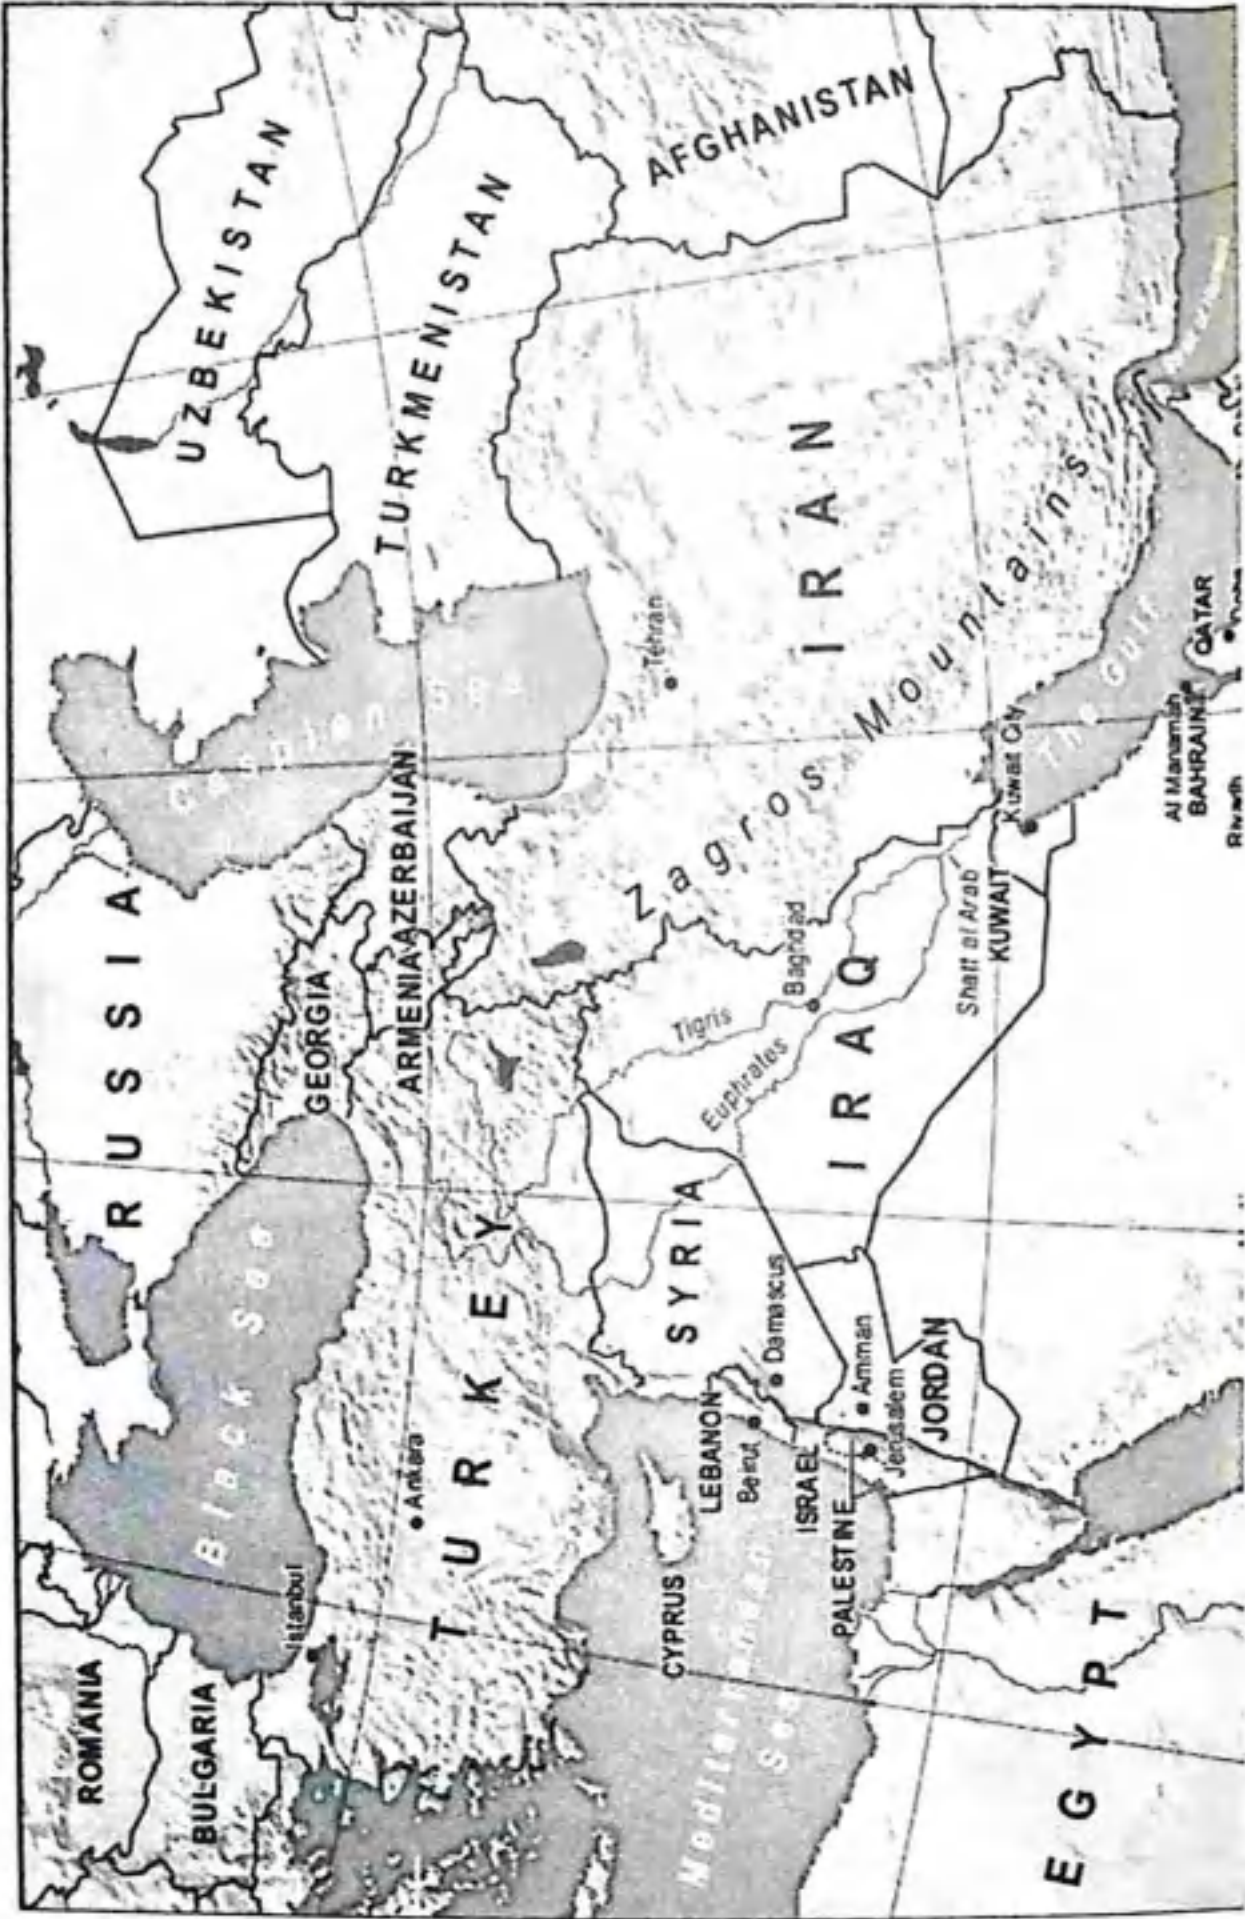 RUSSIA
UZBEKISTAN
ROMANIA
BULGARIA
Black Sea
GEORGIA
Caspian Sea
TURKMENISTAN
Istanbul
ARMENIA
AZERBAIJAN
Ankara
TURKEY
Tehran
AFGHANISTAN
Zagros Mountains
IRAN
CYPRUS
SYRIA
Tigris
Euphrates
Mediterranean
Sea
LEBANON
Beirut
Damascus
Baghdad
IRAQ
ISRAEL
PALESTINE
Amman
Jerusalem
JORDAN
Shatt al Arab
KUWAIT
Kuwait City
The Gulf
EGYPT
Al Manamah
BAHRAIN
QATAR
Riyadh